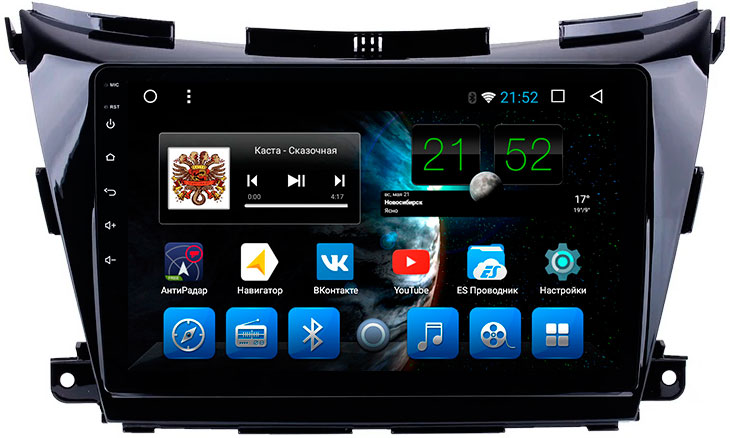 MIC
RST
21:52
Каста - Сказочная
0:00
4:17
21 52
вс, мая 21
Новосибирск
Ясно
17°
19°/9°
FREE
АнтиРадар
Навигатор
ВКонтакте
YouTube
ES Проводник
Настройки